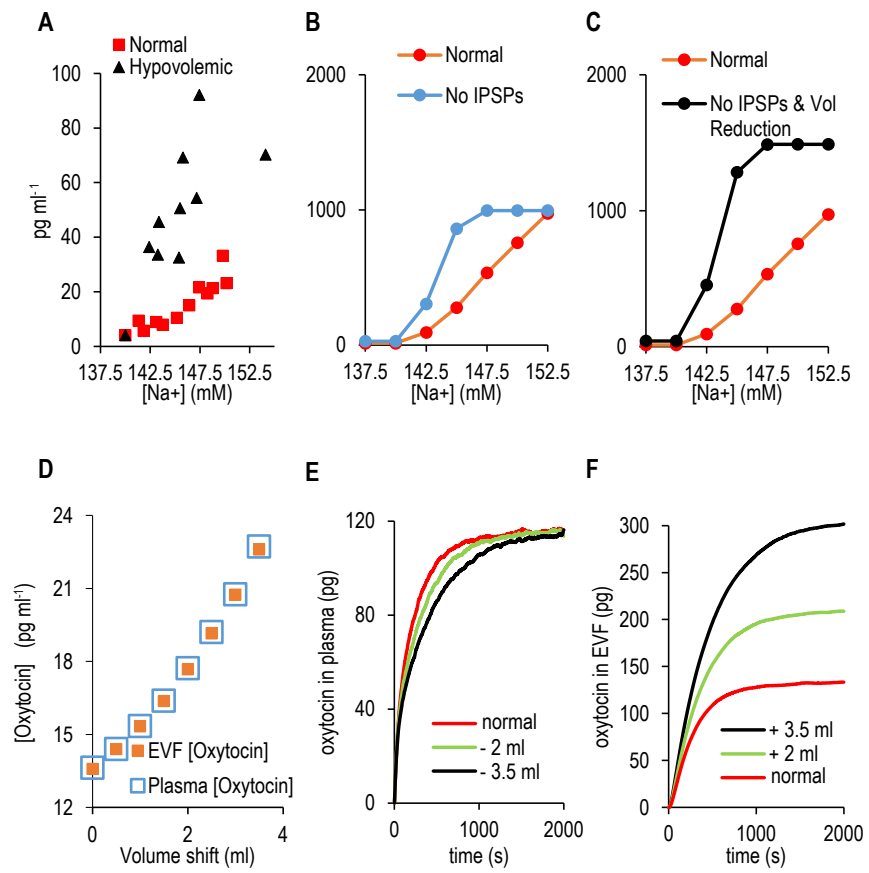 A
Normal
Hypovolemic
100
80
60
40
20
0
pg ml⁻¹
137.5 142.5 147.5 152.5
[Na+] (mM)
B
Normal
No IPSPs
2000
1000
0
137.5 142.5 147.5 152.5
[Na+] (mM)
C
Normal
No IPSPs & Vol
Reduction
2000
1000
0
137.5 142.5 147.5 152.5
[Na+] (mM)
D
24
21
18
15
12
[Oxytocin] (pg ml⁻¹)
EVF [Oxytocin]
Plasma [Oxytocin]
0 2 4
Volume shift (ml)
E
120
80
40
0
oxytocin in plasma (pg)
normal
- 2 ml
- 3.5 ml
0 1000 2000
time (s)
F
300
250
200
150
100
50
0
oxytocin in EVF (pg)
+ 3.5 ml
+ 2 ml
normal
0 1000 2000
time (s)